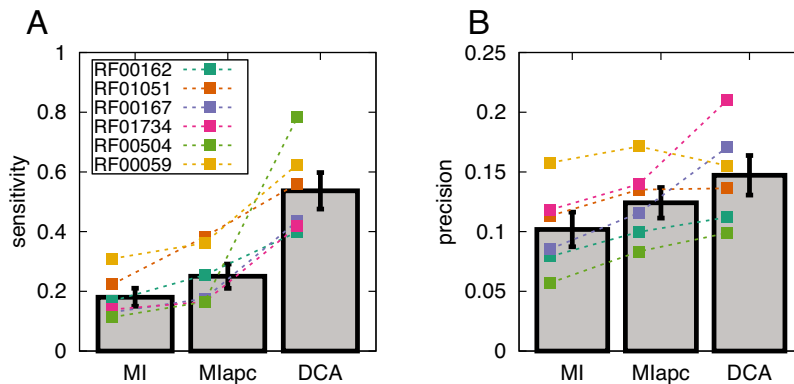 A
sensitivity
1
0.8
0.6
0.4
0.2
0
RF00162
RF01051
RF00167
RF01734
RF00504
RF00059
MI MIapc DCA
B
precision
0.25
0.2
0.15
0.1
0.05
0
MI MIapc DCA